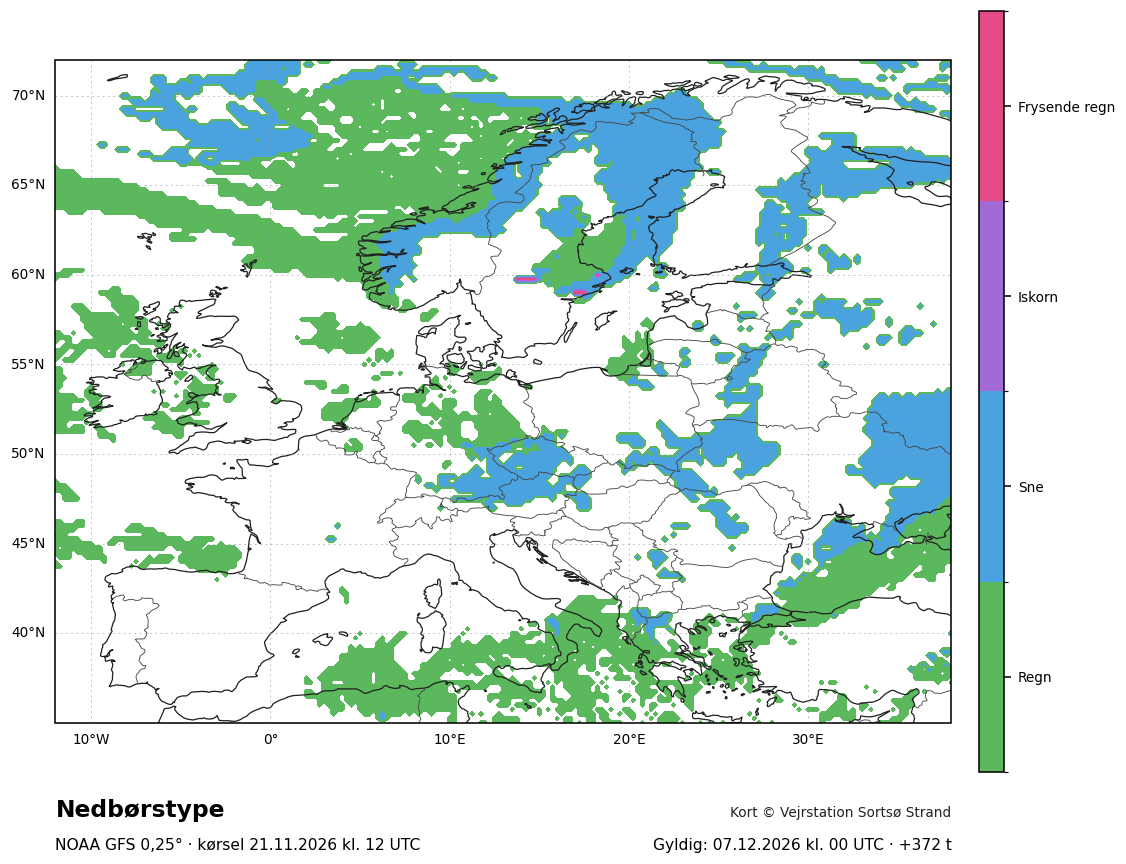 Frysende regn
Iskorn
Sne
Regn
70°N
65°N
60°N
55°N
50°N
45°N
40°N
10°W
0°
10°E
20°E
30°E
Nedbørstype
Kort © Vejrstation Sortsø Strand
NOAA GFS 0,25° · kørsel 21.11.2026 kl. 12 UTC
Gyldig: 07.12.2026 kl. 00 UTC · +372 t